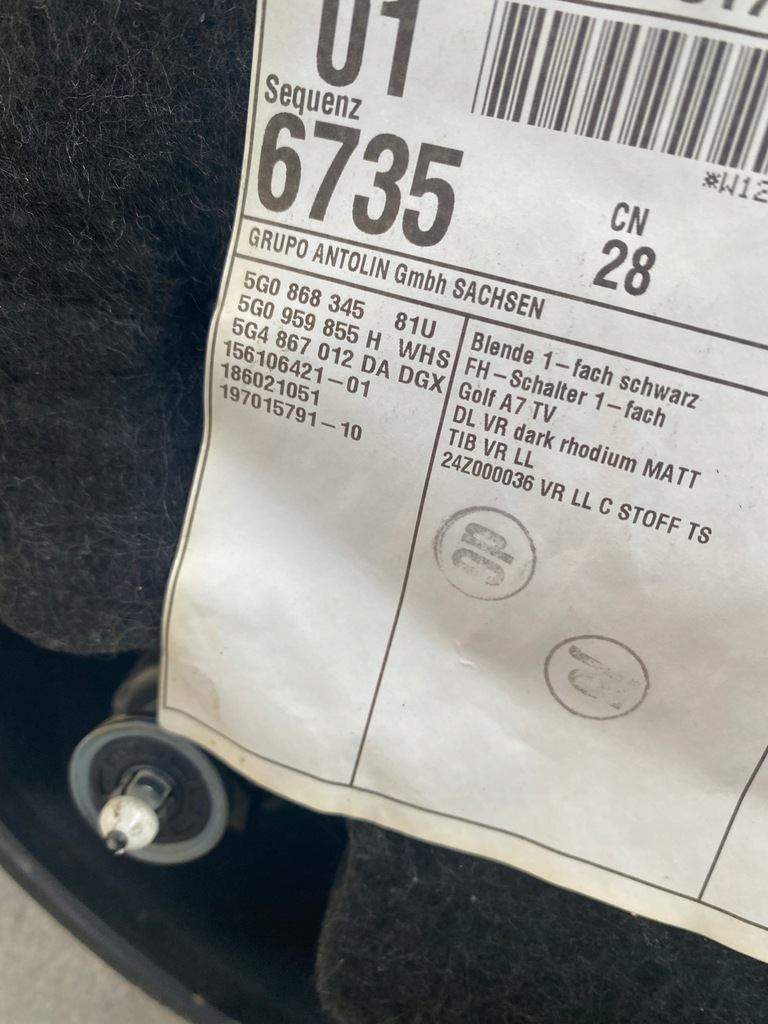 01
Sequenz
6735
*W12
CN
28
GRUPO ANTOLIN Gmbh SACHSEN
5G0 868 345 81U
5G0 959 855 H WHS
5G4 867 012 DA DGX
156106421-01
186021051
197015791-10
Blende 1-fach schwarz
FH-Schalter 1-fach
Golf A7 TV
DL VR dark rhodium MATT
TIB VR LL
24Z000036 VR LL C STOFF TS